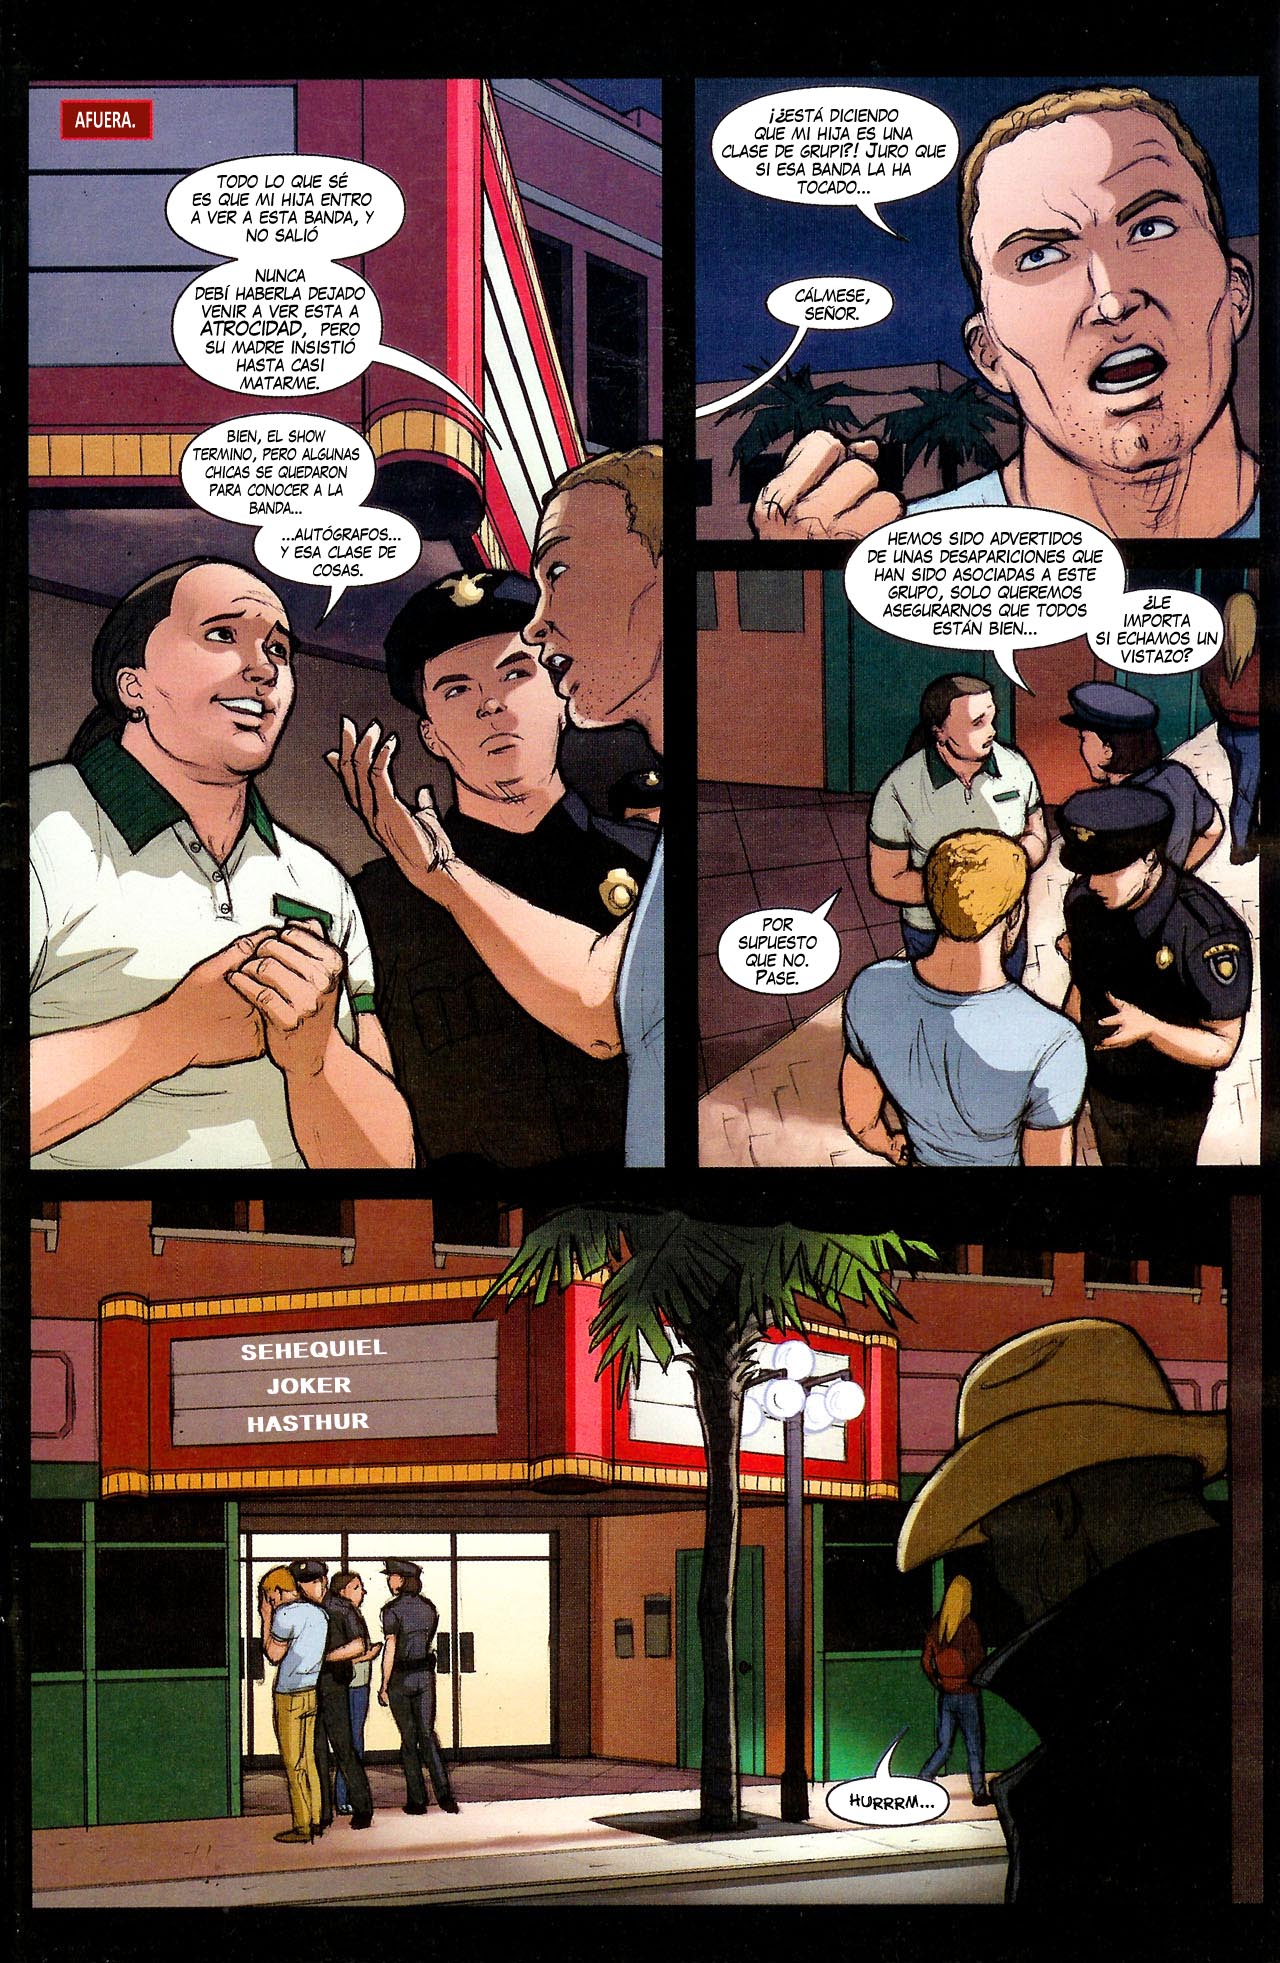 AFUERA.
TODO LO QUE SÉ
ES QUE MI HIJA ENTRO
A VER A ESTA BANDA, Y
NO SALIÓ
NUNCA
DEBÍ HABERLA DEJADO
VENIR A VER ESTA A
ATROCIDAD, PERO
SU MADRE INSISTIÓ
HASTA CASI
MATARME.
BIEN, EL SHOW
TERMINO, PERO ALGUNAS
CHICAS SE QUEDARON
PARA CONOCER A LA
BANDA...
...AUTÓGRAFOS...
Y ESA CLASE DE
COSAS.
¡¿ESTÁ DICIENDO
QUE MI HIJA ES UNA
CLASE DE GRUPI?! JURO QUE
SI ESA BANDA LA HA
TOCADO...
CÁLMESE,
SEÑOR.
HEMOS SIDO ADVERTIDOS
DE UNAS DESAPARICIONES QUE
HAN SIDO ASOCIADAS A ESTE
GRUPO, SOLO QUEREMOS
ASEGURARNOS QUE TODOS
ESTÁN BIEN...
¿LE
IMPORTA
SI ECHAMOS UN
VISTAZO?
POR
SUPUESTO
QUE NO.
PASE.
SEHEQUIEL
JOKER
HASTHUR
HURRRM...